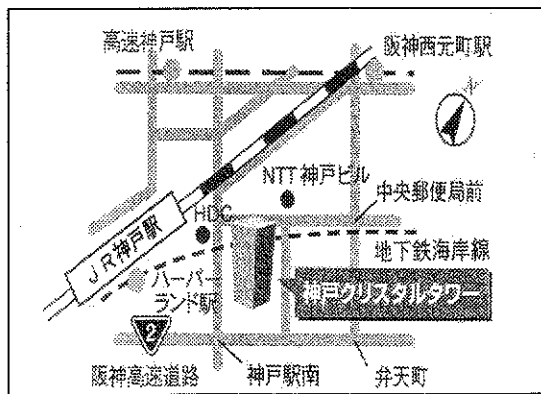 高速神戸駅
阪神西元町駅
N
NTT神戸ビル
中央郵便局前
HDC
JR神戸駅
地下鉄海岸線
ハーバー
ランド駅
神戸クリスタルタワー
2
阪神高速道路
神戸駅南
弁天町